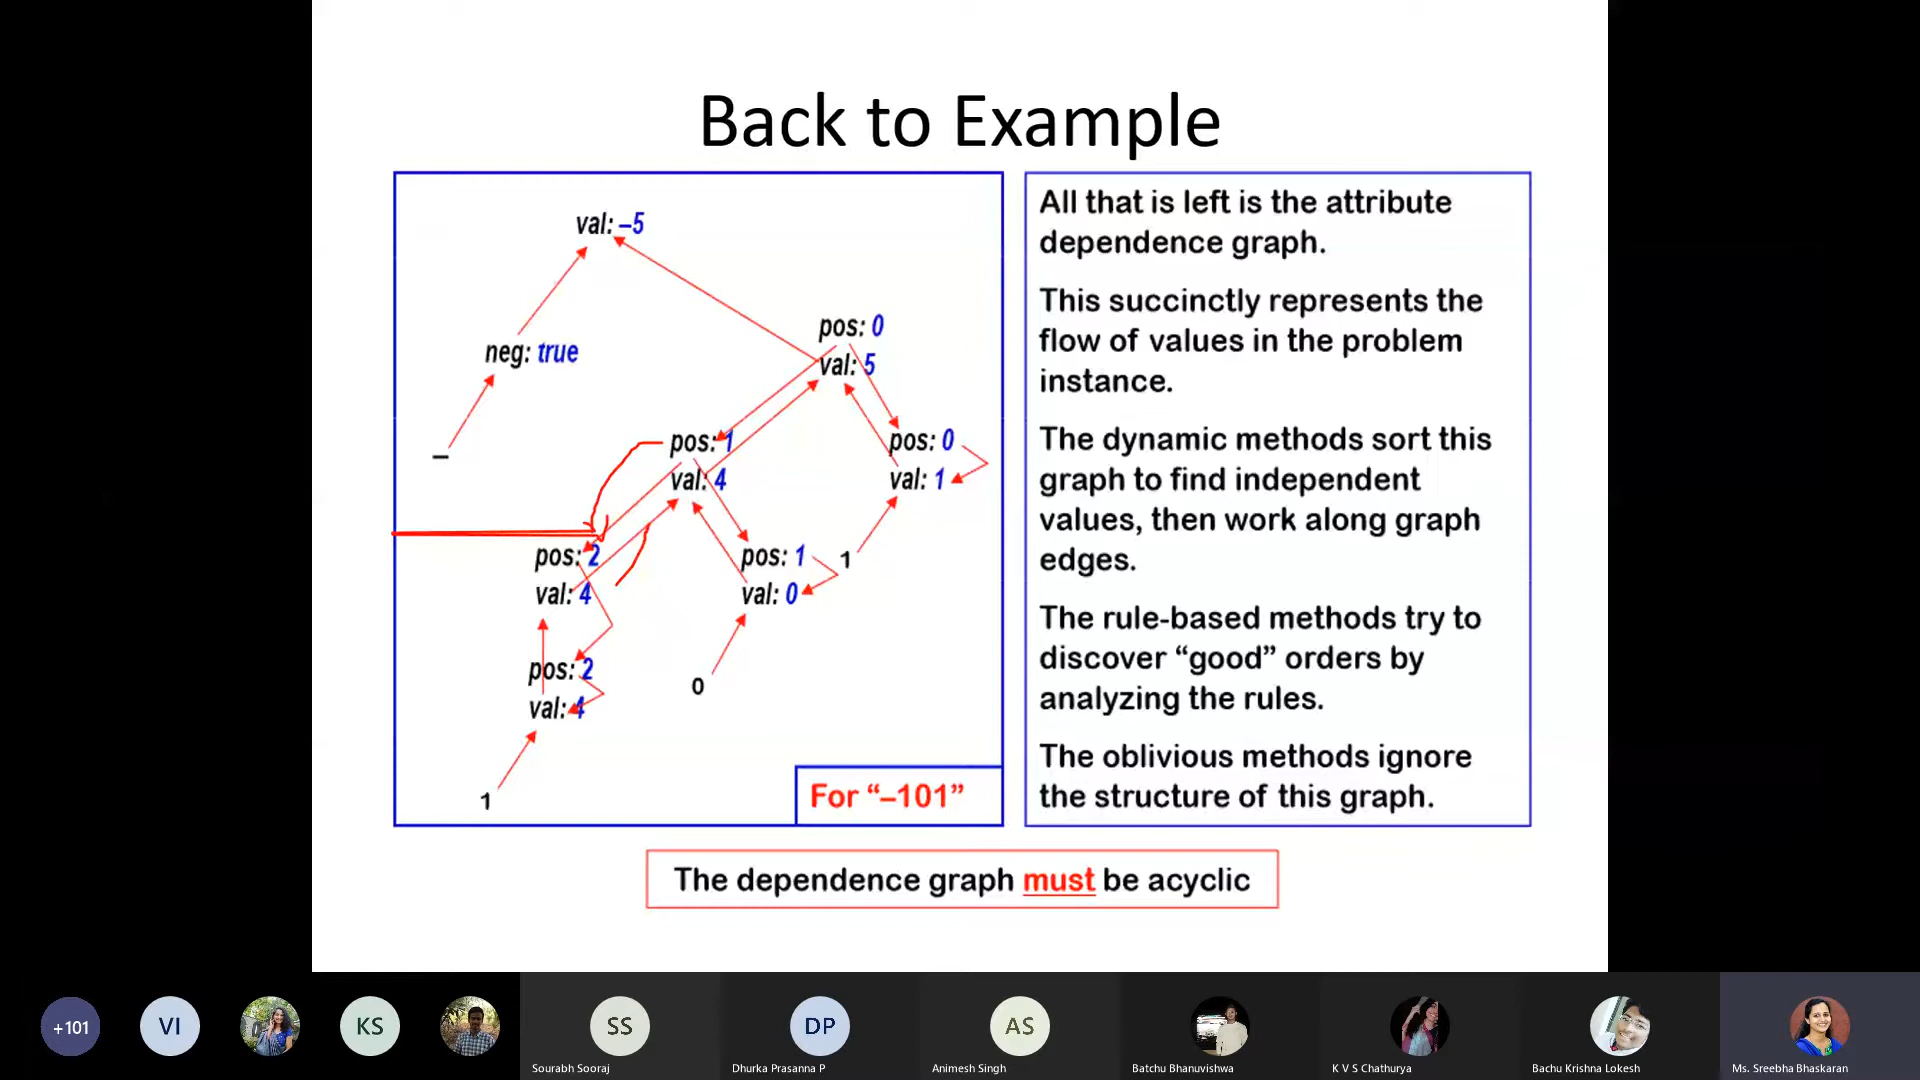 Back to Example
val: –5
neg: true
–
pos: 0
val: 5
pos: 1
val: 4
pos: 0
val: 1
pos: 2
val: 4
pos: 1
val: 0
1
pos: 2
val: 4
0
1
For “–101”
All that is left is the attribute
dependence graph.
This succinctly represents the
flow of values in the problem
instance.
The dynamic methods sort this
graph to find independent
values, then work along graph
edges.
The rule-based methods try to
discover “good” orders by
analyzing the rules.
The oblivious methods ignore
the structure of this graph.
The dependence graph must be acyclic
+101
VI
KS
SS
DP
AS
Sourabh Sooraj
Dhurka Prasanna P
Animesh Singh
Batchu Bhanuvishwa
K V S Chathurya
Bachu Krishna Lokesh
Ms. Sreebha Bhaskaran